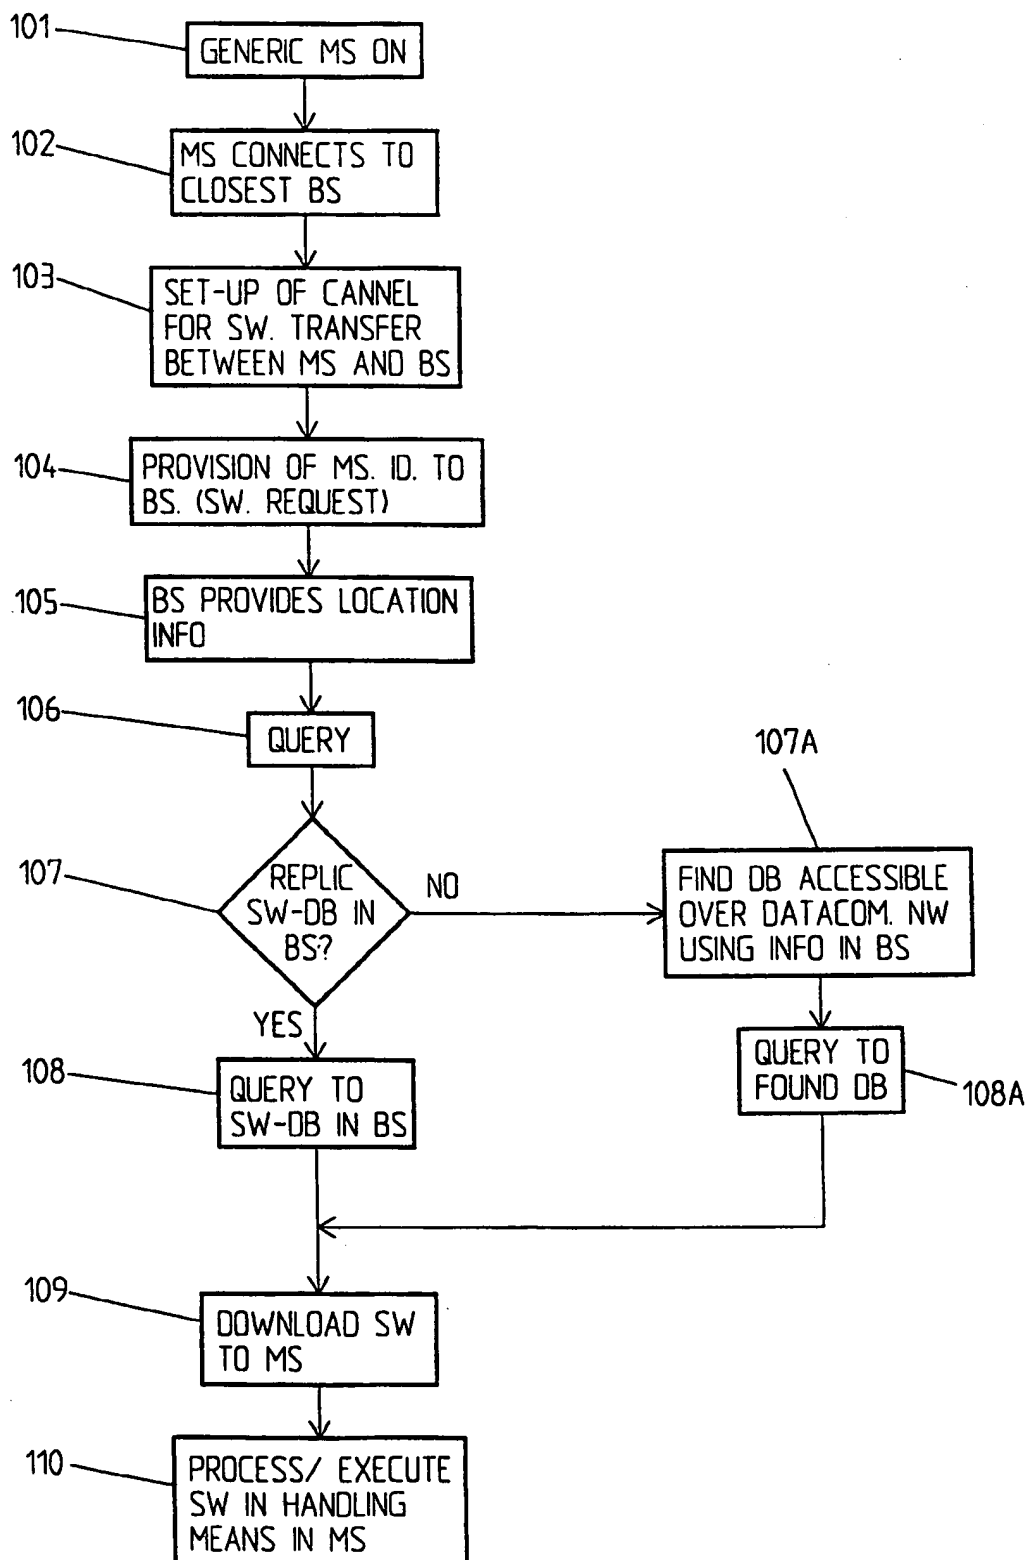 101
GENERIC MS ON
102
MS CONNECTS TO
CLOSEST BS
103
SET-UP OF CANNEL
FOR SW. TRANSFER
BETWEEN MS AND BS
104
PROVISION OF MS. ID. TO
BS. (SW. REQUEST)
105
BS PROVIDES LOCATION
INFO
106
QUERY
107
REPLIC
SW-DB IN
BS?
NO
YES
107A
FIND DB ACCESSIBLE
OVER DATACOM. NW
USING INFO IN BS
108
QUERY TO
SW-DB IN BS
QUERY TO
FOUND DB
108A
109
DOWNLOAD SW
TO MS
110
PROCESS/ EXECUTE
SW IN HANDLING
MEANS IN MS